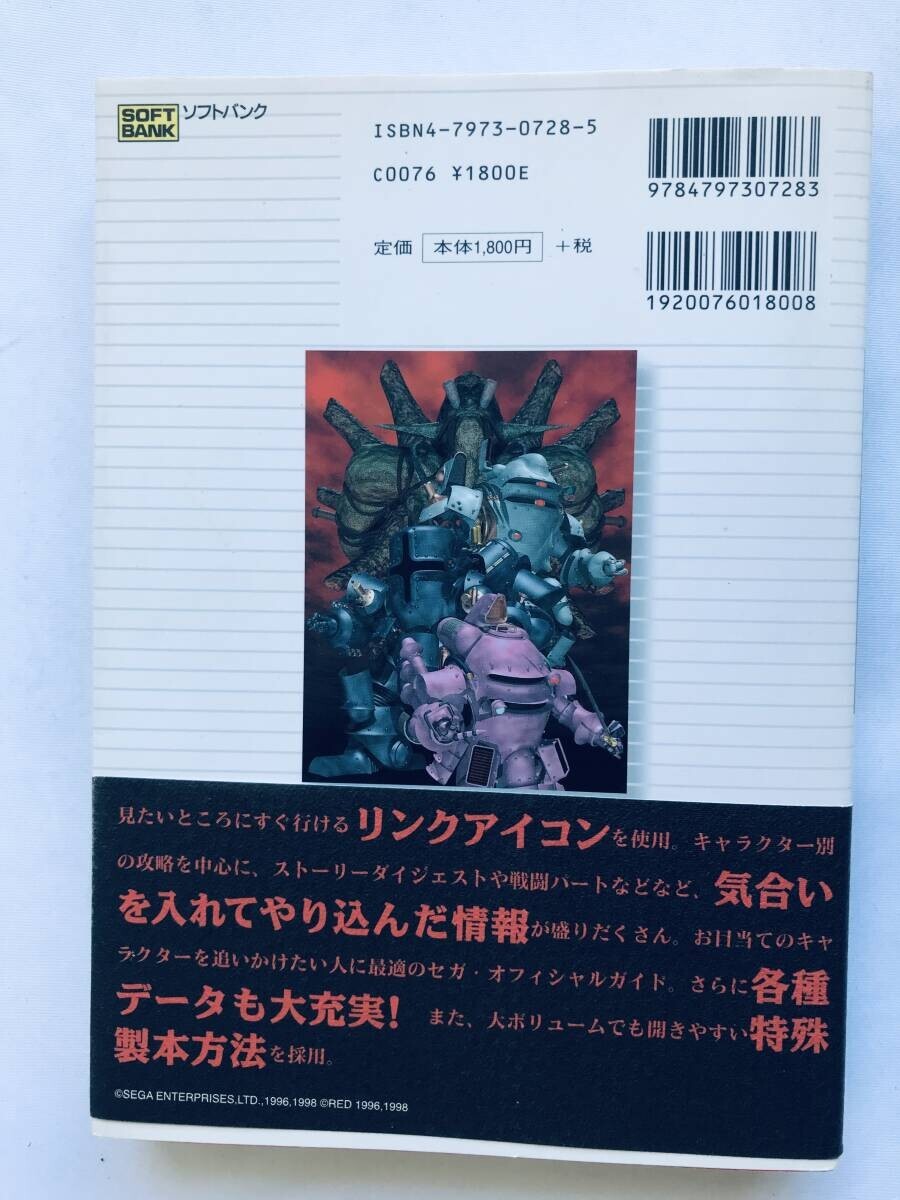 SOFT
BANK
ソフトバンク
ISBN4-7973-0728-5
C0076 ¥1800E
定価 本体1,800円 +税
9784797307283
1920076018008
見たいところにすぐ行けるリンクアイコンを使用。キャラクター別
の攻略を中心に、ストーリーダイジェストや戦闘パートなどなど、気合い
を入れてやり込んだ情報が盛りだくさん。お目当てのキャ
ラクターを追いかけたい人に最適のセガ・オフィシャルガイド。さらに各種
データも大充実! また、大ボリュームでも開きやすい特殊
製本方法を採用。
©SEGA ENTERPRISES,LTD.,1996,1998 ©RED 1996,1998